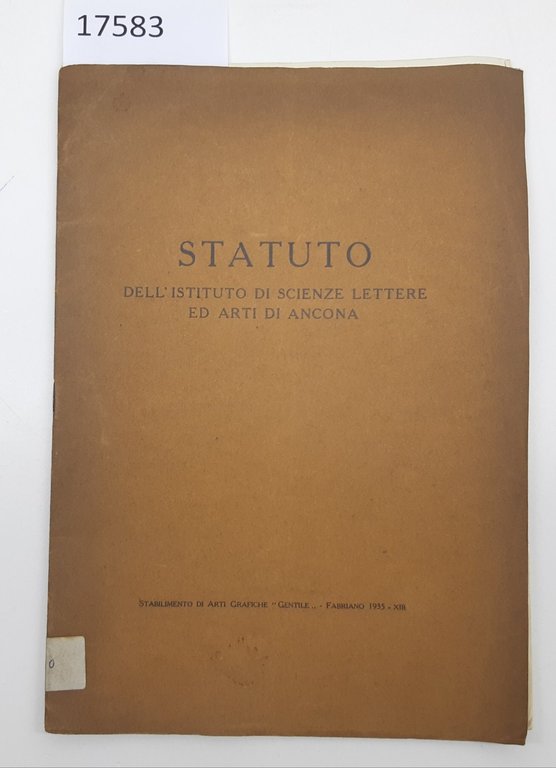 17583
STATUTO
DELL'ISTITUTO DI SCIENZE LETTERE
ED ARTI DI ANCONA
STABILIMENTO DI ARTI GRAFICHE "GENTILE„ - FABRIANO 1935 - XIII
O